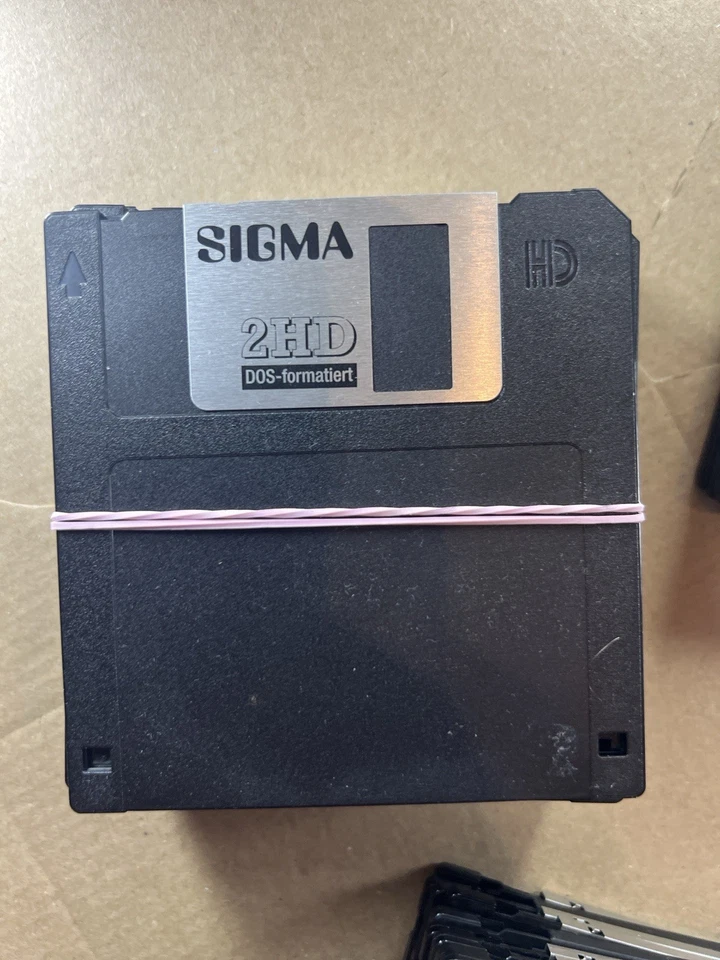 SIGMA
HD
2HD
DOS-formatiert